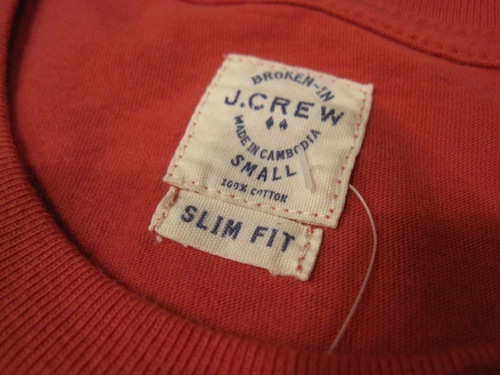 BROKEN-IN
J.CREW
MADE IN CAMBODIA
SMALL
100% COTTON
SLIM FIT